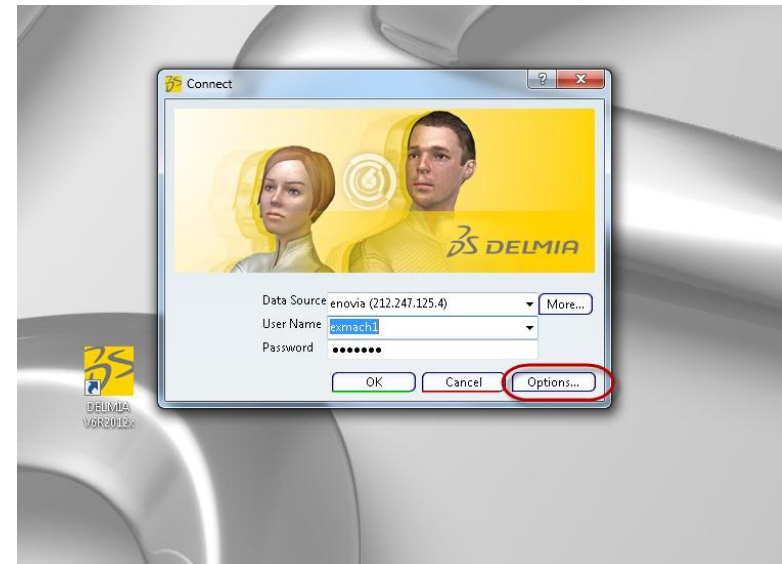 Connect
DELMIA
Data Source enovia (212.247.125.4) More...
User Name exmach1
Password •••••••
OK Cancel Options...
DELMIA
V6R2012x